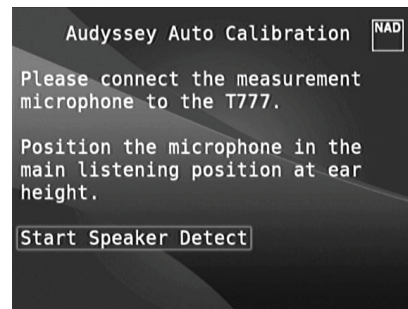 Audyssey Auto Calibration
NAD
Please connect the measurement
microphone to the T777.
Position the microphone in the
main listening position at ear
height.
Start Speaker Detect